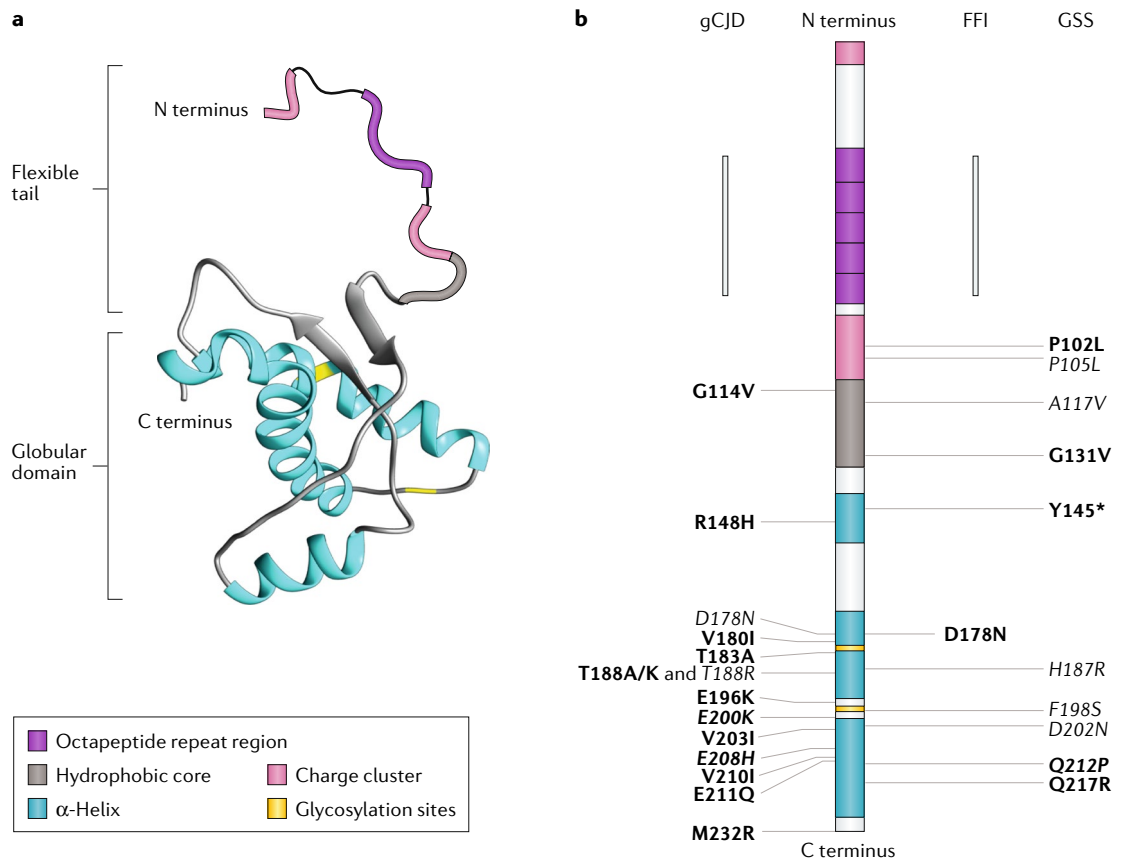 a
N terminus
Flexible
tail
C terminus
Globular
domain
Octapeptide repeat region
Hydrophobic core
Charge cluster
α-Helix
Glycosylation sites
b
gCJD
N terminus
FFI
GSS
P102L
P105L
G114V
A117V
G131V
Y145*
R148H
D178N
V180I
D178N
T183A
T188A/K and T188R
H187R
E196K
E200K
F198S
V203I
D202N
E208H
V210I
E211Q
Q212P
Q217R
M232R
C terminus